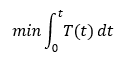 min ∫₀ᵗ T(t) dt